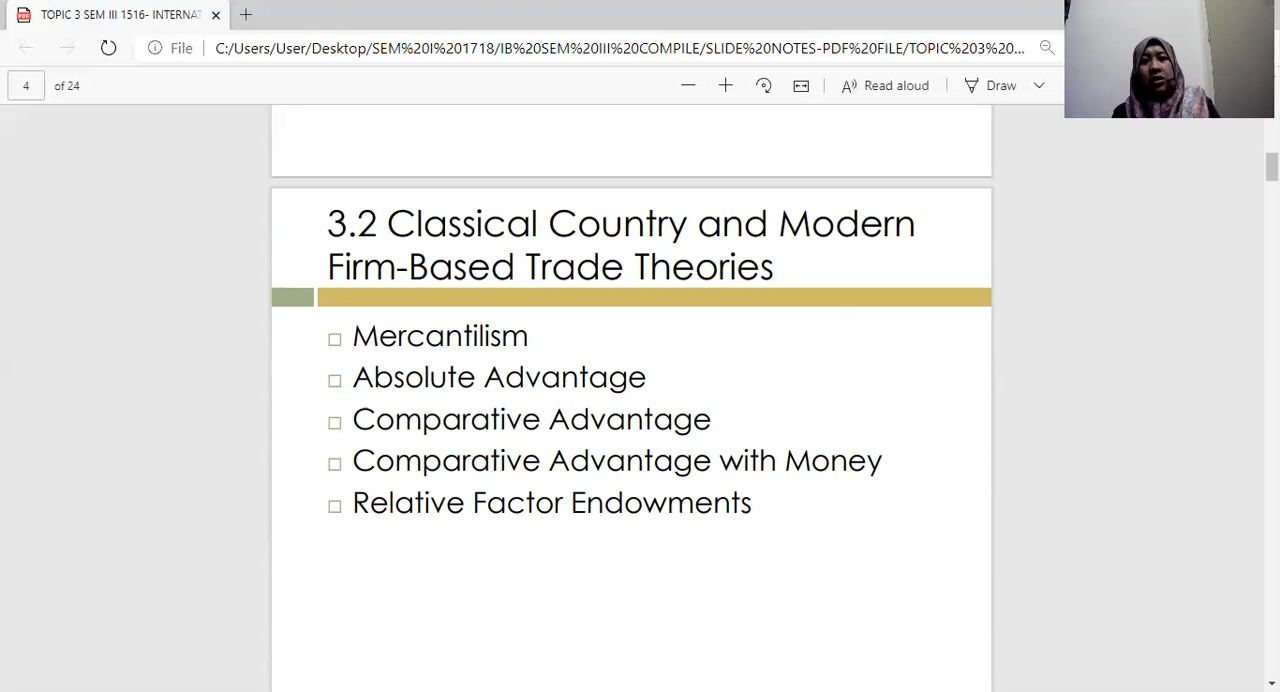 TOPIC 3 SEM III 1516- INTERNAT
File
C:/Users/User/Desktop/SEM%20I%201718/IB%20SEM%20III%20COMPILE/SLIDE%20NOTES-PDF%20FILE/TOPIC%203%20...
4 of 24
Read aloud
Draw
3.2 Classical Country and Modern
Firm-Based Trade Theories
Mercantilism
Absolute Advantage
Comparative Advantage
Comparative Advantage with Money
Relative Factor Endowments